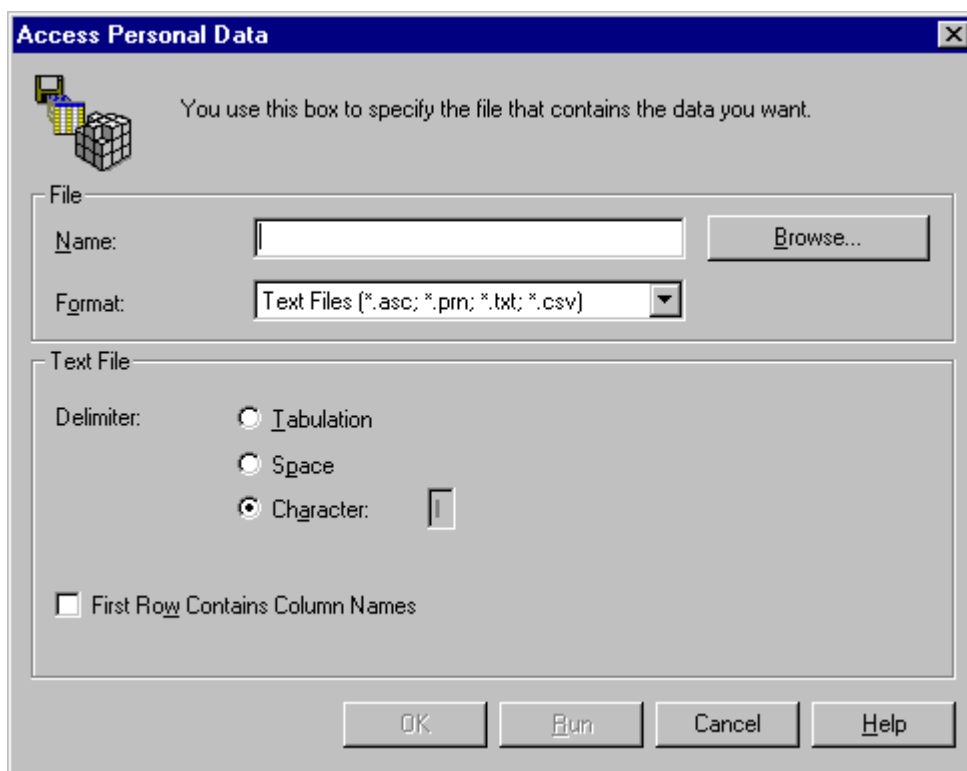 Access Personal Data
You use this box to specify the file that contains the data you want.
File
Name:
Browse...
Format:
Text Files (*.asc; *.prn; *.txt; *.csv)
Text File
Delimiter:
Tabulation
Space
Character:
First Row Contains Column Names
OK
Run
Cancel
Help